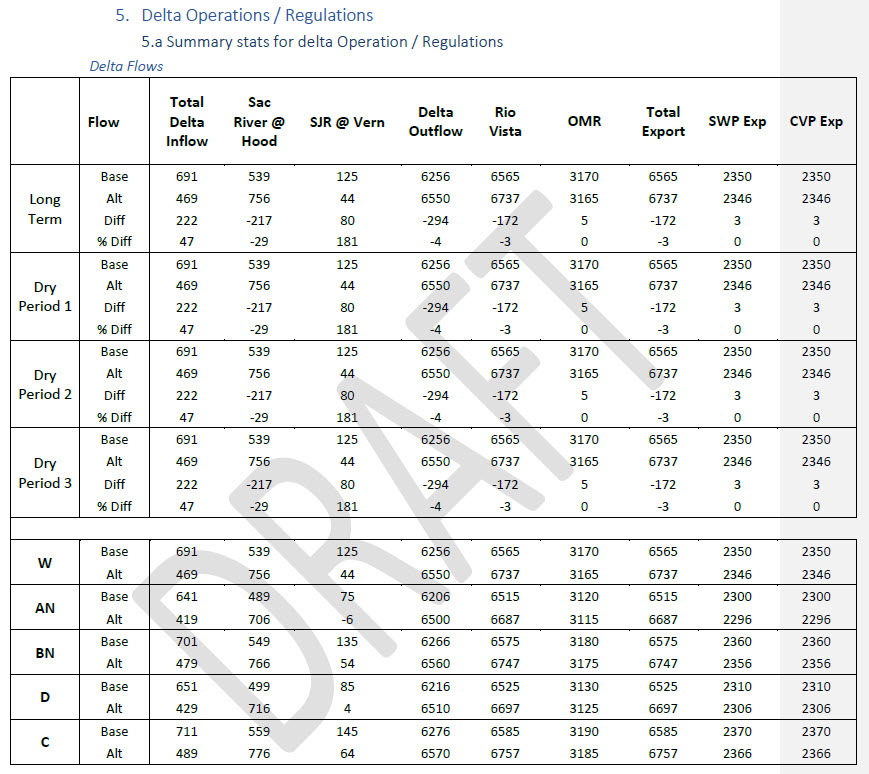 5. Delta Operations / Regulations
5.a Summary stats for delta Operation / Regulations
Delta Flows
Flow Total Delta Inflow Sac River @ Hood SJR @ Vern Delta Outflow Rio Vista OMR Total Export SWP Exp CVP Exp
Long Term
Base 691 539 125 6256 6565 3170 6565 2350 2350
Alt 469 756 44 6550 6737 3165 6737 2346 2346
Diff 222 -217 80 -294 -172 5 -172 3 3
% Diff 47 -29 181 -4 -3 0 -3 0 0
Dry Period 1
Base 691 539 125 6256 6565 3170 6565 2350 2350
Alt 469 756 44 6550 6737 3165 6737 2346 2346
Diff 222 -217 80 -294 -172 5 -172 3 3
% Diff 47 -29 181 -4 -3 0 -3 0 0
Dry Period 2
Base 691 539 125 6256 6565 3170 6565 2350 2350
Alt 469 756 44 6550 6737 3165 6737 2346 2346
Diff 222 -217 80 -294 -172 5 -172 3 3
% Diff 47 -29 181 -4 -3 0 -3 0 0
Dry Period 3
Base 691 539 125 6256 6565 3170 6565 2350 2350
Alt 469 756 44 6550 6737 3165 6737 2346 2346
Diff 222 -217 80 -294 -172 5 -172 3 3
% Diff 47 -29 181 -4 -3 0 -3 0 0
W
Base 691 539 125 6256 6565 3170 6565 2350 2350
Alt 469 756 44 6550 6737 3165 6737 2346 2346
AN
Base 641 489 75 6206 6515 3120 6515 2300 2300
Alt 419 706 -6 6500 6687 3115 6687 2296 2296
BN
Base 701 549 135 6266 6575 3180 6575 2360 2360
Alt 479 766 54 6560 6747 3175 6747 2356 2356
D
Base 651 499 85 6216 6525 3130 6525 2310 2310
Alt 429 716 4 6510 6697 3125 6697 2306 2306
C
Base 711 559 145 6276 6585 3190 6585 2370 2370
Alt 489 776 64 6570 6757 3185 6757 2366 2366
DRAFT